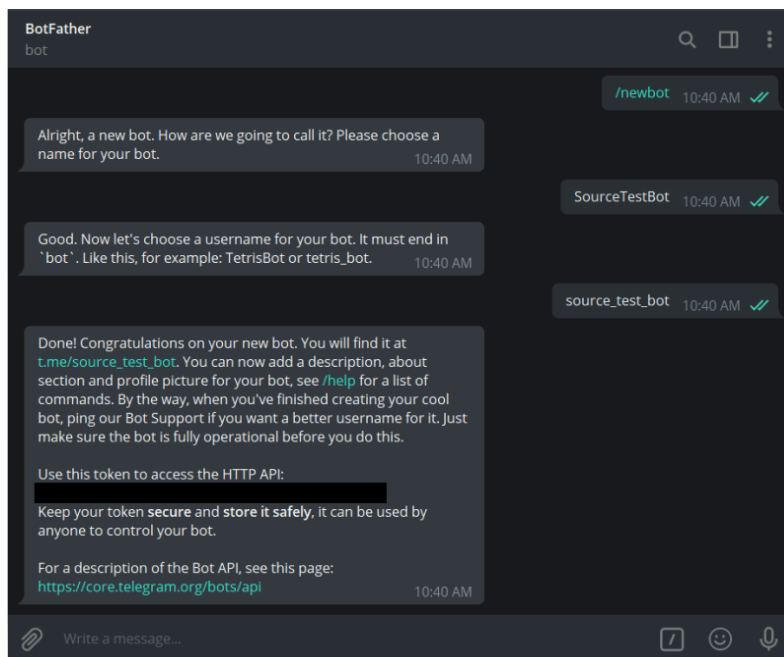 BotFather
bot
/newbot 10:40 AM
Alright, a new bot. How are we going to call it? Please choose a
name for your bot. 10:40 AM
SourceTestBot 10:40 AM
Good. Now let's choose a username for your bot. It must end in
`bot`. Like this, for example: TetrisBot or tetris_bot. 10:40 AM
source_test_bot 10:40 AM
Done! Congratulations on your new bot. You will find it at
t.me/source_test_bot. You can now add a description, about
section and profile picture for your bot, see /help for a list of
commands. By the way, when you've finished creating your cool
bot, ping our Bot Support if you want a better username for it. Just
make sure the bot is fully operational before you do this.
Use this token to access the HTTP API:
Keep your token secure and store it safely, it can be used by
anyone to control your bot.
For a description of the Bot API, see this page:
https://core.telegram.org/bots/api 10:40 AM
Write a message...